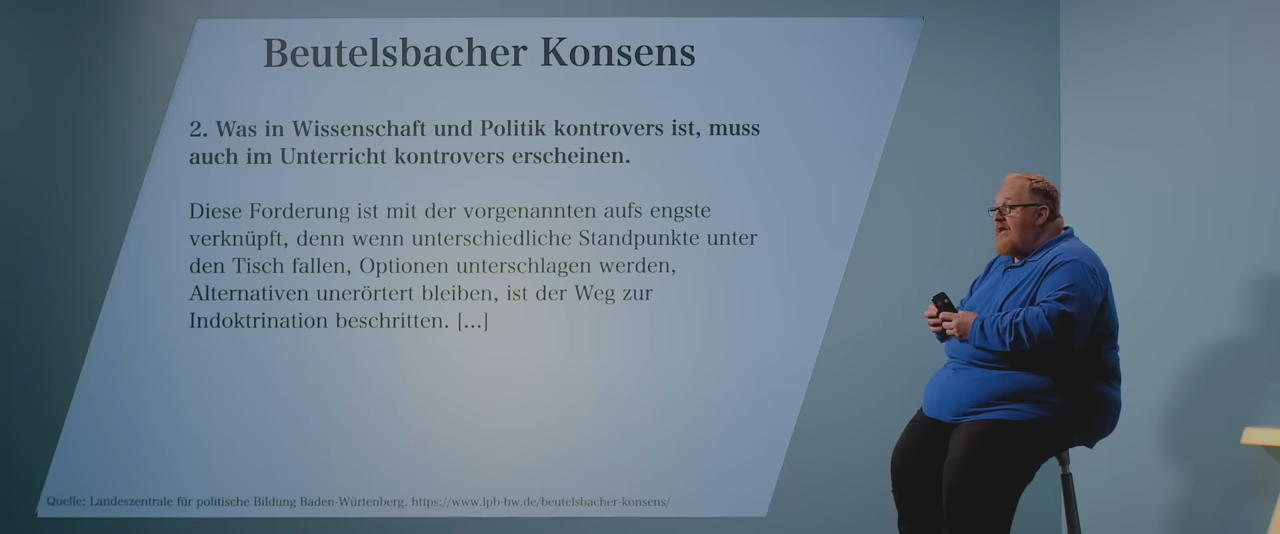 Beutelsbacher Konsens
2. Was in Wissenschaft und Politik kontrovers ist, muss
auch im Unterricht kontrovers erscheinen.
Diese Forderung ist mit der vorgenannten aufs engste
verknüpft, denn wenn unterschiedliche Standpunkte unter
den Tisch fallen, Optionen unterschlagen werden,
Alternativen unerörtert bleiben, ist der Weg zur
Indoktrination beschritten. [...]
Quelle: Landeszentrale für politische Bildung Baden-Würtenberg. https://www.lpb-bw.de/beutelsbacher-konsens/